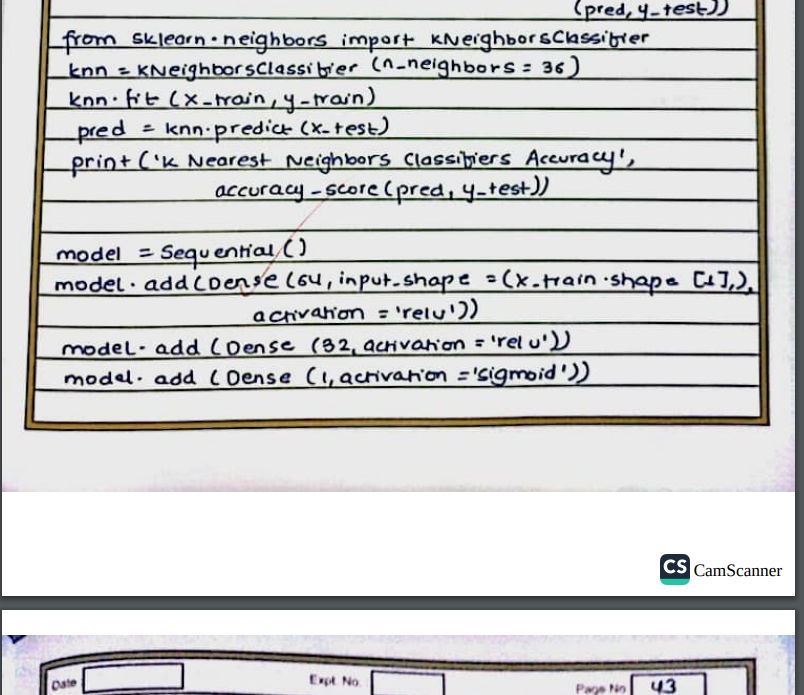 (pred, y_test))
from sklearn.neighbors import KNeighborsClassifier
knn = KNeighborsClassifier (n_neighbors = 36)
knn.fit (x_train, y_train)
pred = knn.predict (x_test)
print ('K Nearest Neighbors Classifiers Accuracy',
accuracy_score (pred, y_test))
model = Sequential ()
model.add (Dense (64, input_shape = (x_train.shape [1],),
activation = 'relu'))
model.add (Dense (32, activation = 'relu'))
model.add (Dense (1, activation = 'sigmoid'))
CS CamScanner
Date
Expt. No.
Page No 43